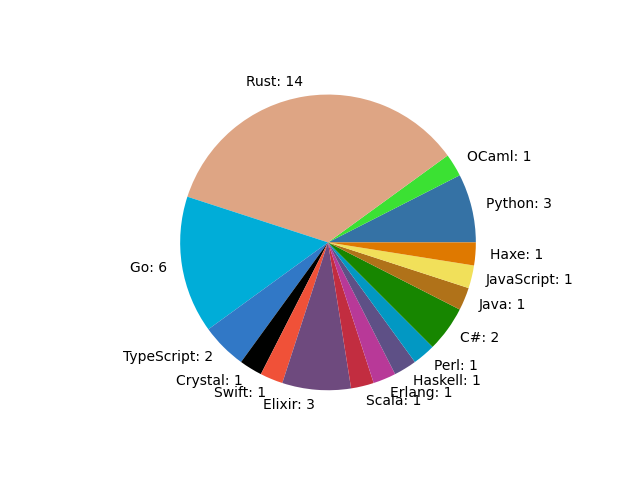 Rust: 14
OCaml: 1
Python: 3
Go: 6
Haxe: 1
JavaScript: 1
Java: 1
C#: 2
TypeScript: 2
Perl: 1
Crystal: 1
Haskell: 1
Swift: 1
Erlang: 1
Elixir: 3
Scala: 1